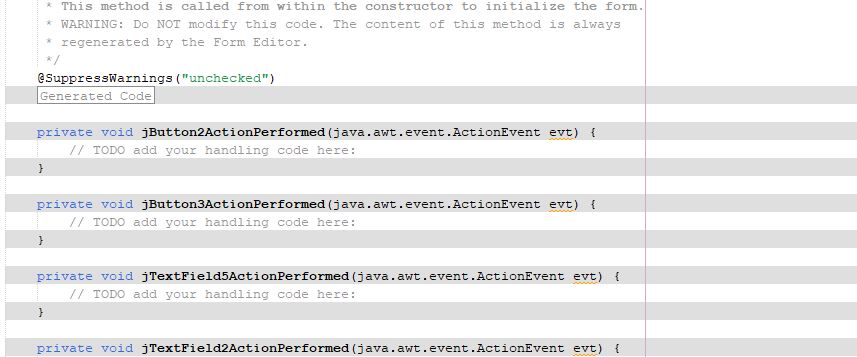 * This method is called from within the constructor to initialize the form.
* WARNING: Do NOT modify this code. The content of this method is always
* regenerated by the Form Editor.
*/
@SuppressWarnings("unchecked")
Generated Code
private void jButton2ActionPerformed(java.awt.event.ActionEvent evt) {
// TODO add your handling code here:
}
private void jButton3ActionPerformed(java.awt.event.ActionEvent evt) {
// TODO add your handling code here:
}
private void jTextField5ActionPerformed(java.awt.event.ActionEvent evt) {
// TODO add your handling code here:
}
private void jTextField2ActionPerformed(java.awt.event.ActionEvent evt) {